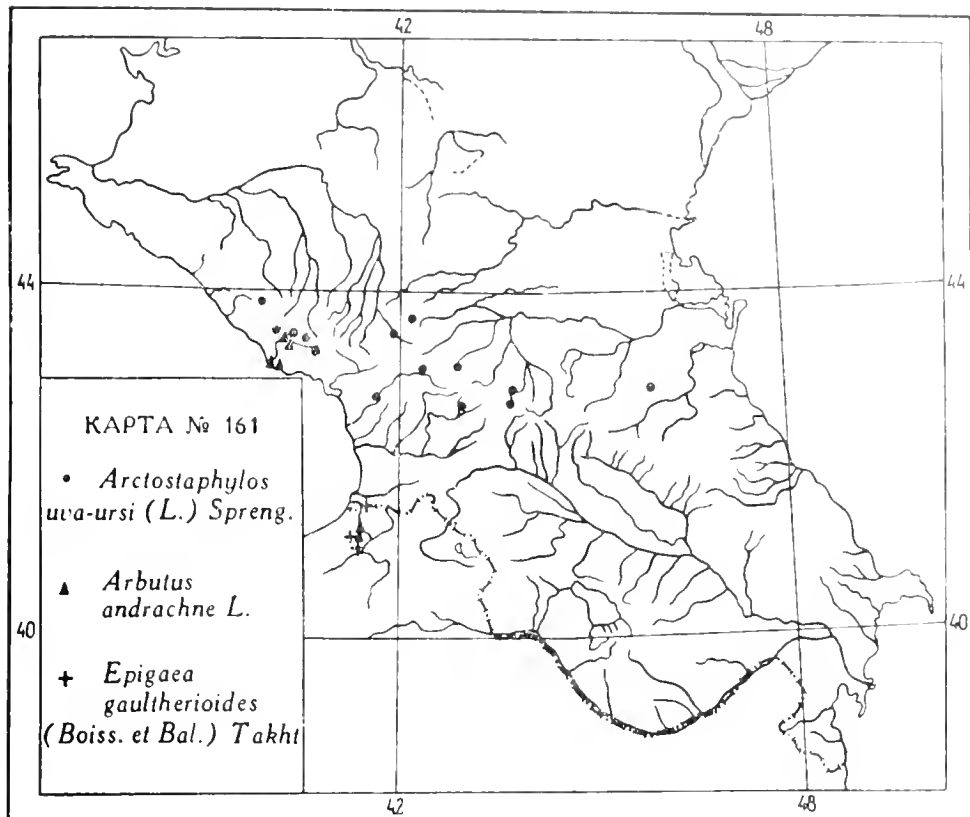 42 48
44 44
КАРТА № 161
• Arctostaphylos
uva-ursi (L.) Spreng.
▲ Arbutus
andrachne L.
40 48
+ Epigaea
gaultherioides
(Boiss. et Bal.) Takht
42 48